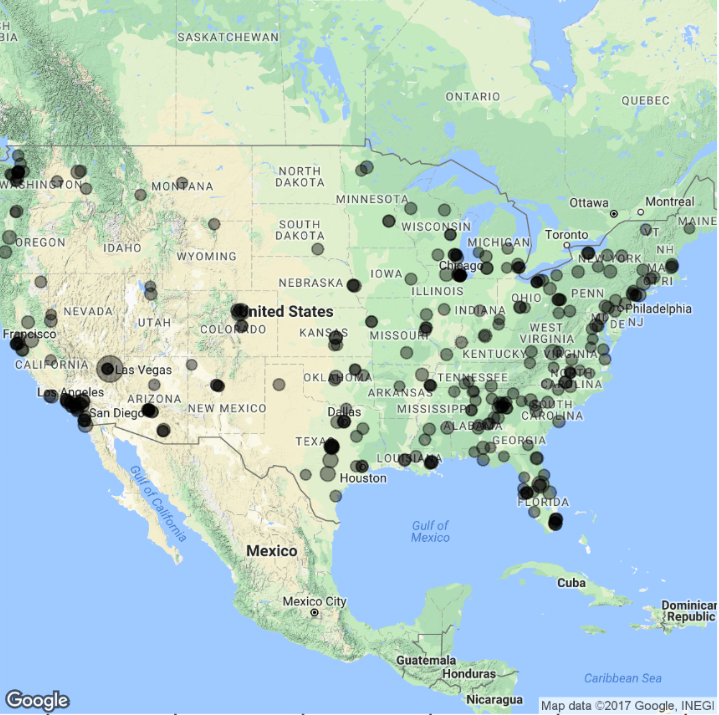 SASKATCHEWAN
ONTARIO
QUEBEC
WASHINGTON
MONTANA
NORTH
DAKOTA
MINNESOTA
Ottawa
Montreal
MAINE
VT
NH
OREGON
IDAHO
WYOMING
SOUTH
DAKOTA
WISCONSIN
MICHIGAN
Toronto
NEW YORK
MA
RI
Chicago
IOWA
NEBRASKA
ILLINOIS
INDIANA
OHIO
PENN
Philadelphia
NEVADA
UTAH
COLORADO
United States
KANSAS
MISSOURI
WEST
VIRGINIA
DE
NJ
Francisco
CALIFORNIA
Las Vegas
KENTUCKY
VIRGINIA
Los Angeles
ARIZONA
NEW MEXICO
OKLAHOMA
ARKANSAS
TENNESSEE
NORTH
CAROLINA
San Diego
Dallas
MISSISSIPPI
ALABAMA
SOUTH
CAROLINA
GEORGIA
TEXAS
LOUISIANA
Houston
FLORIDA
Gulf of
California
Gulf of
Mexico
Mexico
Mexico City
Cuba
Dominican
Republic
Guatemala
Honduras
Nicaragua
Caribbean Sea
Google
Map data ©2017 Google, INEGI